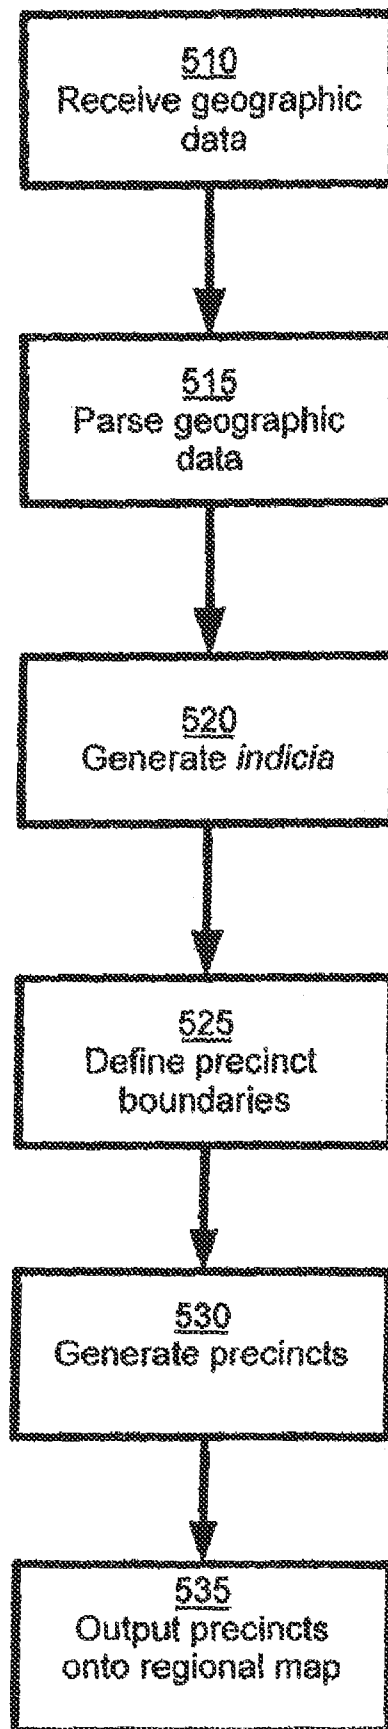 510
Receive geographic
data
515
Parse geographic
data
520
Generate indicia
525
Define precinct
boundaries
530
Generate precincts
535
Output precincts
onto regional map